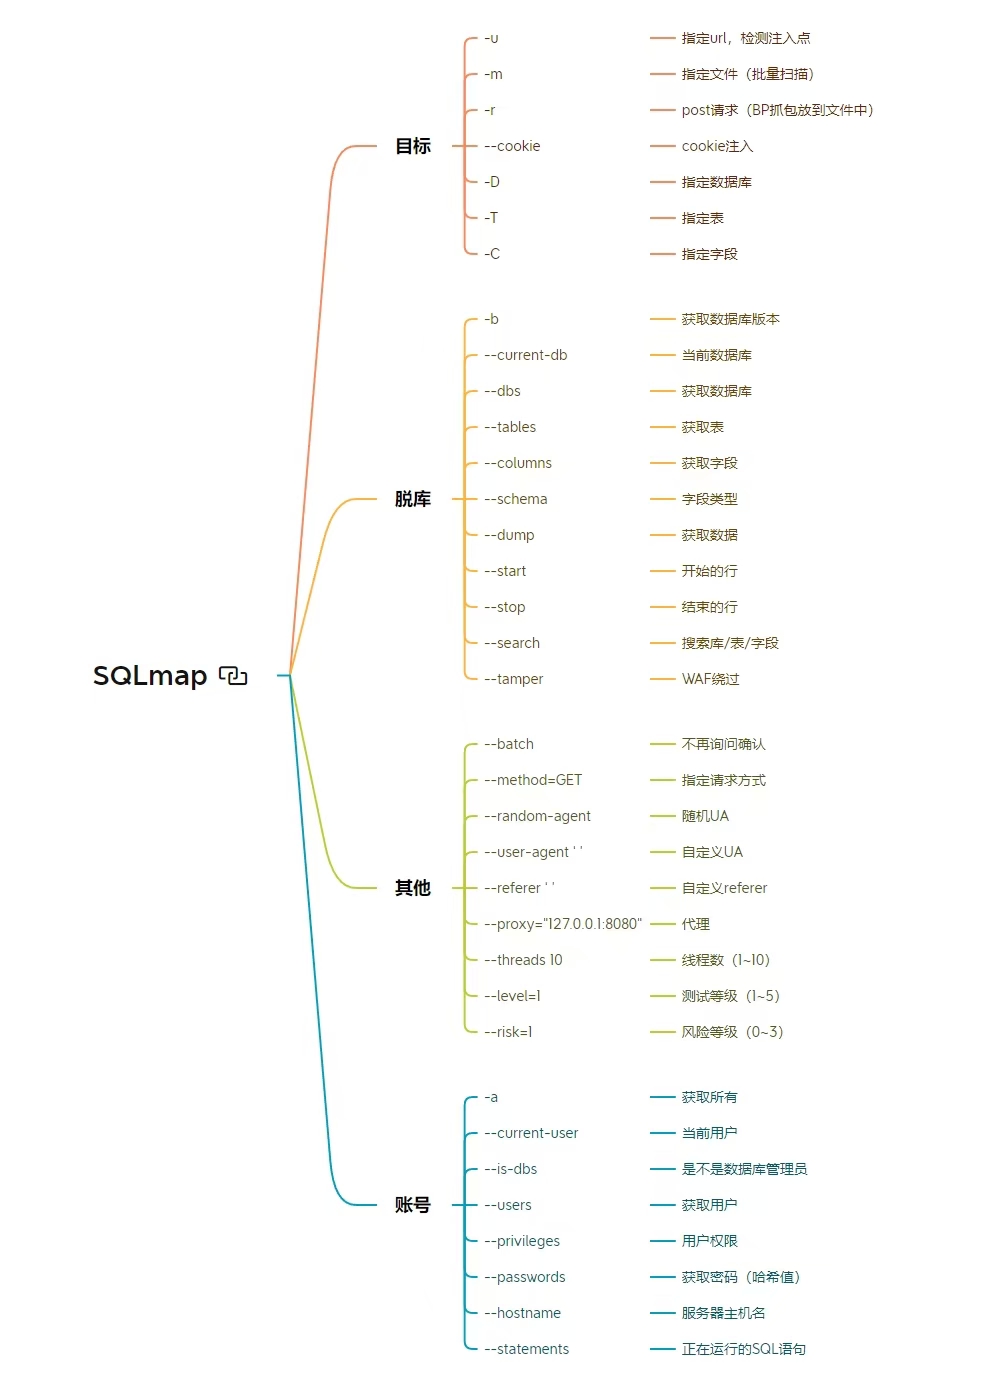 SQLmap
目标
-u 指定url，检测注入点
-m 指定文件（批量扫描）
-r post请求（BP抓包放到文件中）
--cookie cookie注入
-D 指定数据库
-T 指定表
-C 指定字段
脱库
-b 获取数据库版本
--current-db 当前数据库
--dbs 获取数据库
--tables 获取表
--columns 获取字段
--schema 字段类型
--dump 获取数据
--start 开始的行
--stop 结束的行
--search 搜索库/表/字段
--tamper WAF绕过
其他
--batch 不再询问确认
--method=GET 指定请求方式
--random-agent 随机UA
--user-agent ' ' 自定义UA
--referer ' ' 自定义referer
--proxy="127.0.0.1:8080" 代理
--threads 10 线程数（1~10）
--level=1 测试等级（1~5）
--risk=1 风险等级（0~3）
账号
-a 获取所有
--current-user 当前用户
--is-dbs 是不是数据库管理员
--users 获取用户
--privileges 用户权限
--passwords 获取密码（哈希值）
--hostname 服务器主机名
--statements 正在运行的SQL语句